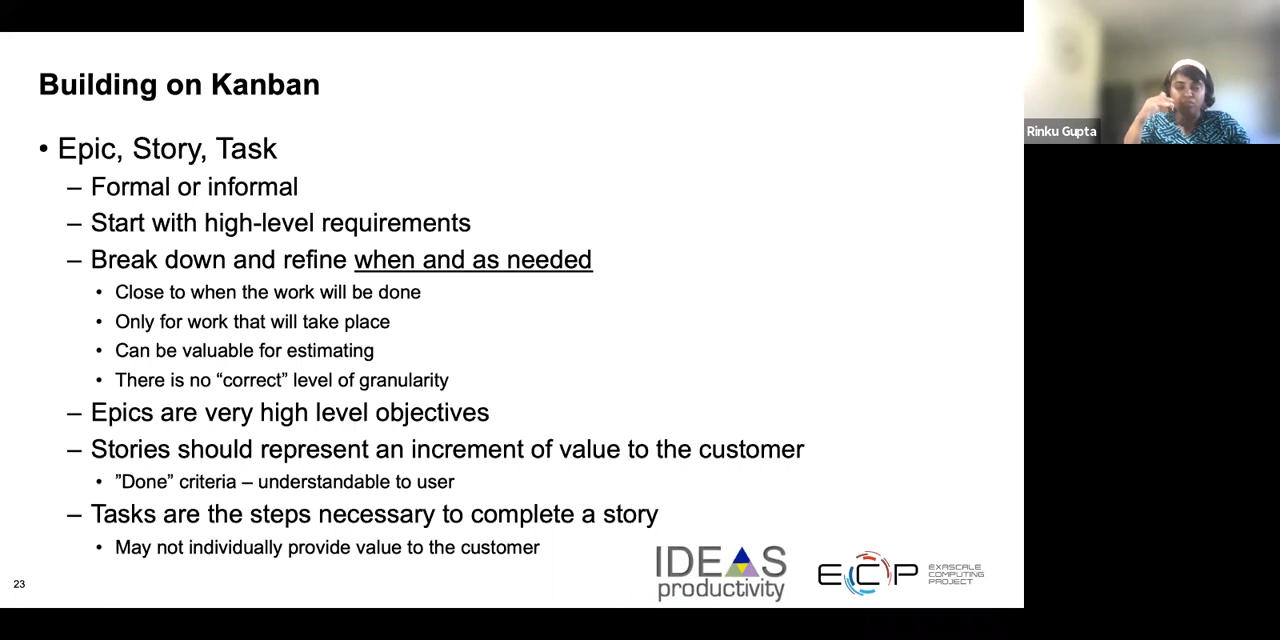 Building on Kanban
• Epic, Story, Task
– Formal or informal
– Start with high-level requirements
– Break down and refine when and as needed
• Close to when the work will be done
• Only for work that will take place
• Can be valuable for estimating
• There is no “correct” level of granularity
– Epics are very high level objectives
– Stories should represent an increment of value to the customer
• ”Done” criteria – understandable to user
– Tasks are the steps necessary to complete a story
• May not individually provide value to the customer
23
IDEAS
productivity
ECP
EXASCALE
COMPUTING
PROJECT
Rinku Gupta